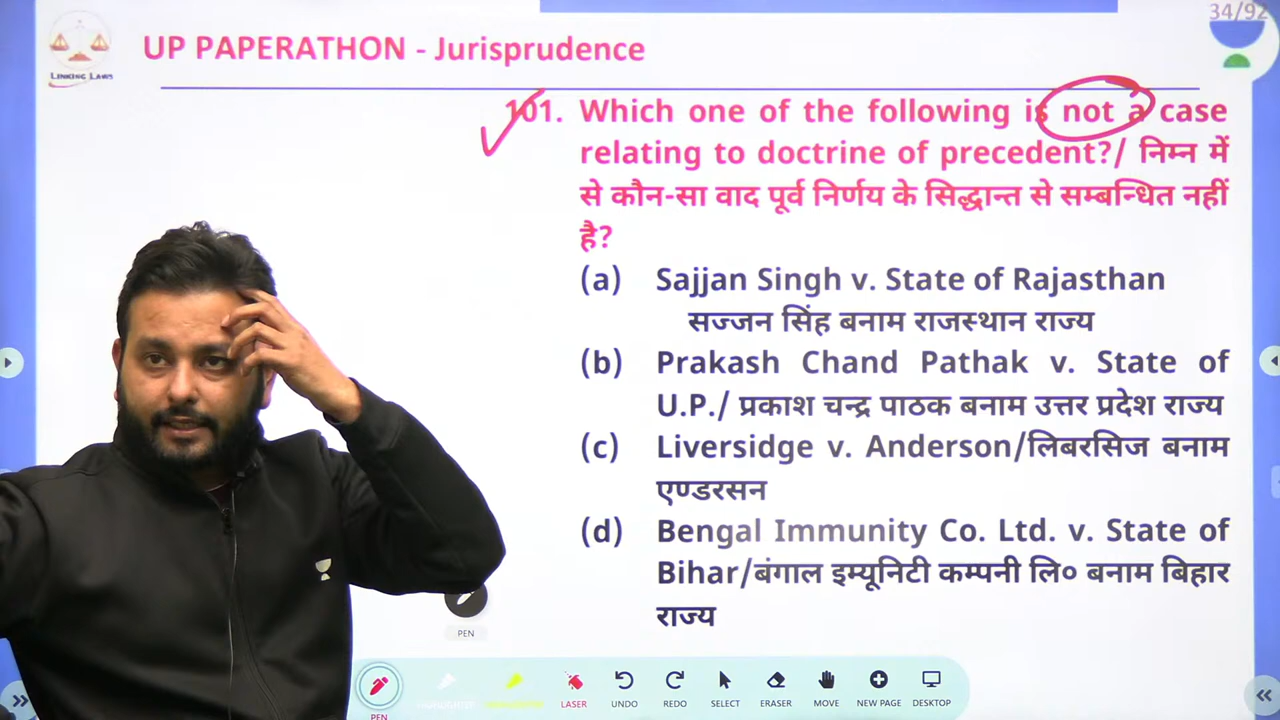 34/92
LINKING LAWS
UP PAPERATHON - Jurisprudence
101. Which one of the following is not a case
relating to doctrine of precedent?/ निम्न में
से कौन-सा वाद पूर्व निर्णय के सिद्धान्त से सम्बन्धित नहीं
है?
(a) Sajjan Singh v. State of Rajasthan
सज्जन सिंह बनाम राजस्थान राज्य
(b) Prakash Chand Pathak v. State of
U.P./ प्रकाश चन्द्र पाठक बनाम उत्तर प्रदेश राज्य
(c) Liversidge v. Anderson/लिबरसिज बनाम
एण्डरसन
(d) Bengal Immunity Co. Ltd. v. State of
Bihar/बंगाल इम्यूनिटी कम्पनी लि० बनाम बिहार
राज्य
PEN
PEN
LASER
UNDO
REDO
SELECT
ERASER
MOVE
NEW PAGE
DESKTOP